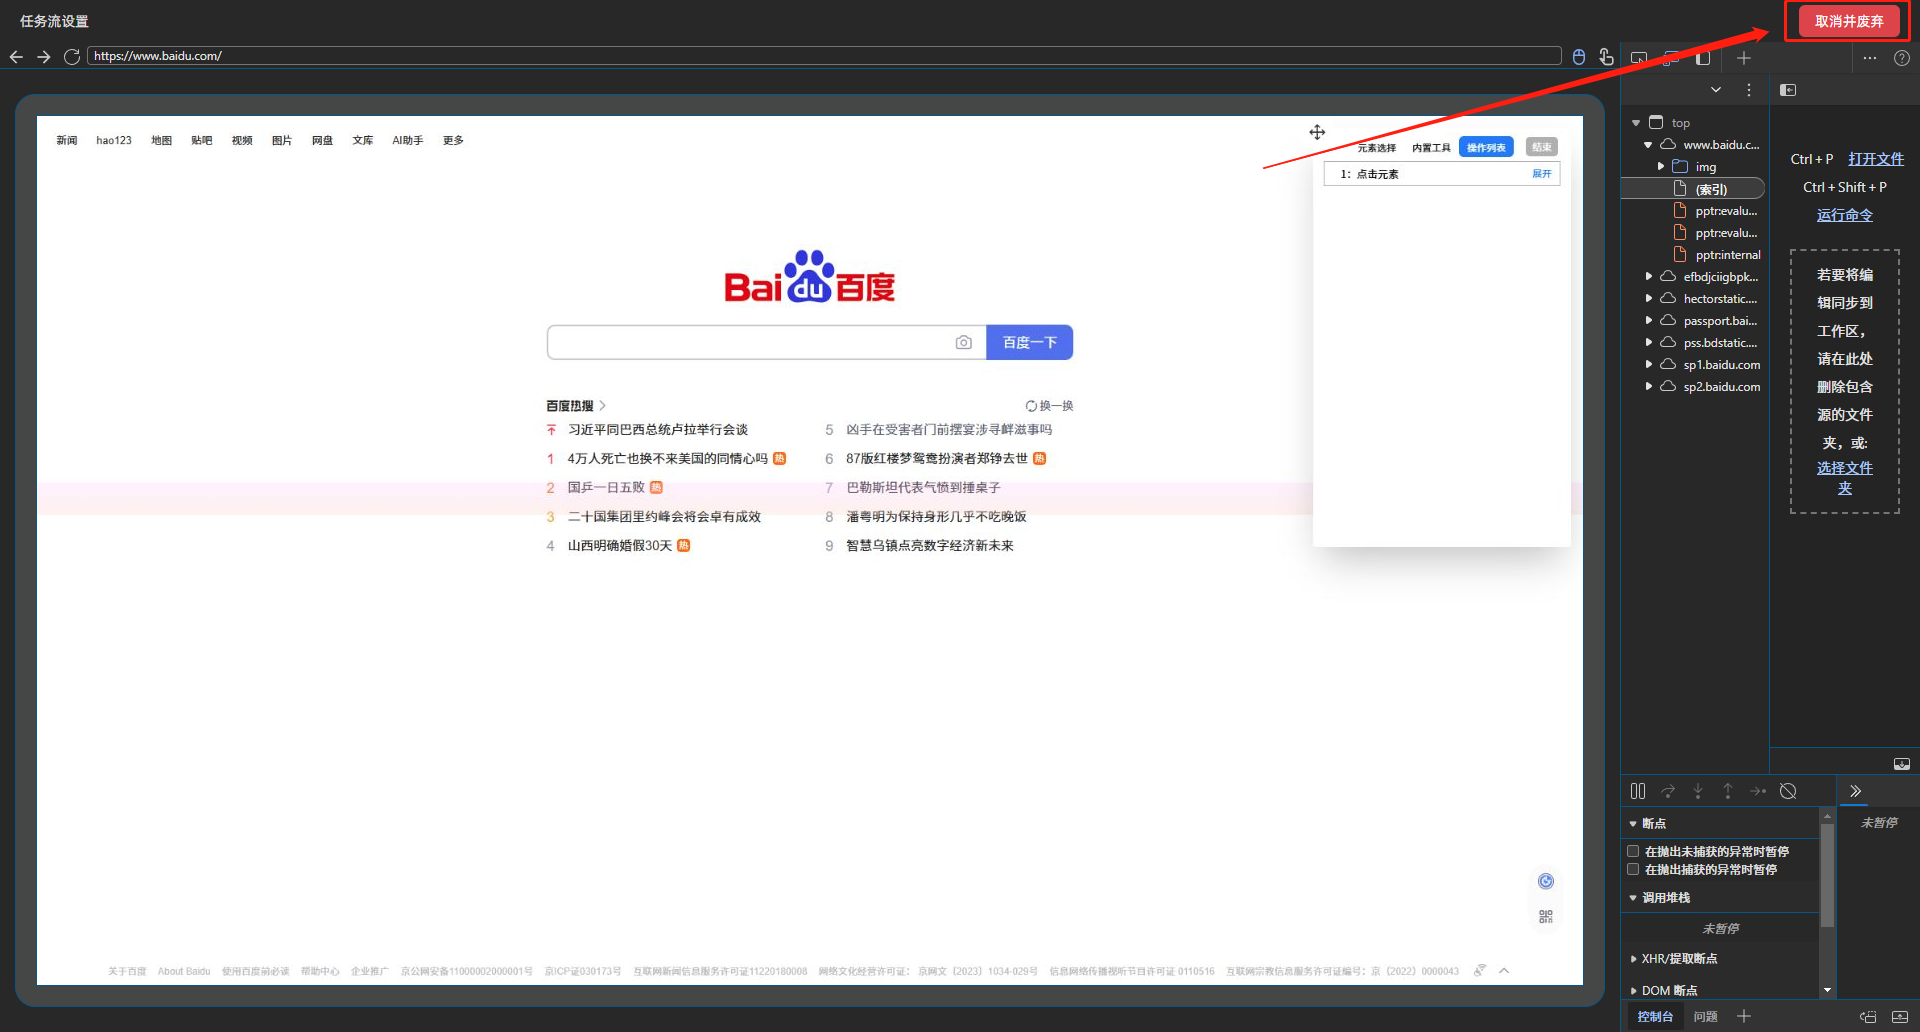 任务流设置
取消并废弃
https://www.baidu.com/
新闻 hao123 地图 贴吧 视频 图片 网盘 文库 AI助手 更多
元素选择 内置工具 操作列表 结束
1：点击元素 展开
Bai du 百度
百度一下
百度热搜 换一换
习近平同巴西总统卢拉举行会谈
1 4万人死亡也换不来美国的同情心吗 热
2 国乒一日五败 热
3 二十国集团里约峰会将会卓有成效
4 山西明确婚假30天 热
5 凶手在受害者门前摆宴涉寻衅滋事吗
6 87版红楼梦鸳鸯扮演者郑铮去世 热
7 巴勒斯坦代表气愤到捶桌子
8 潘粤明为保持身形几乎不吃晚饭
9 智慧乌镇点亮数字经济新未来
关于百度 About Baidu 使用百度前必读 帮助中心 企业推广 京公网安备11000002000001号 京ICP证030173号 互联网新闻信息服务许可证11220180008 网络文化经营许可证：京网文〔2023〕1034-029号 信息网络传播视听节目许可证 0110516 互联网宗教信息服务许可证编号：京（2022）0000043
top
www.baidu.c...
img
(索引)
pptr:evalu...
pptr:evalu...
pptr:internal
efbdjciigbpk...
hectorstatic....
passport.bai...
pss.bdstatic....
sp1.baidu.com
sp2.baidu.com
Ctrl + P 打开文件
Ctrl + Shift + P
运行命令
若要将编
辑同步到
工作区，
请在此处
删除包含
源的文件
夹，或:
选择文件
夹
断点
在抛出未捕获的异常时暂停
在抛出捕获的异常时暂停
调用堆栈
未暂停
XHR/提取断点
DOM 断点
未暂停
控制台 问题